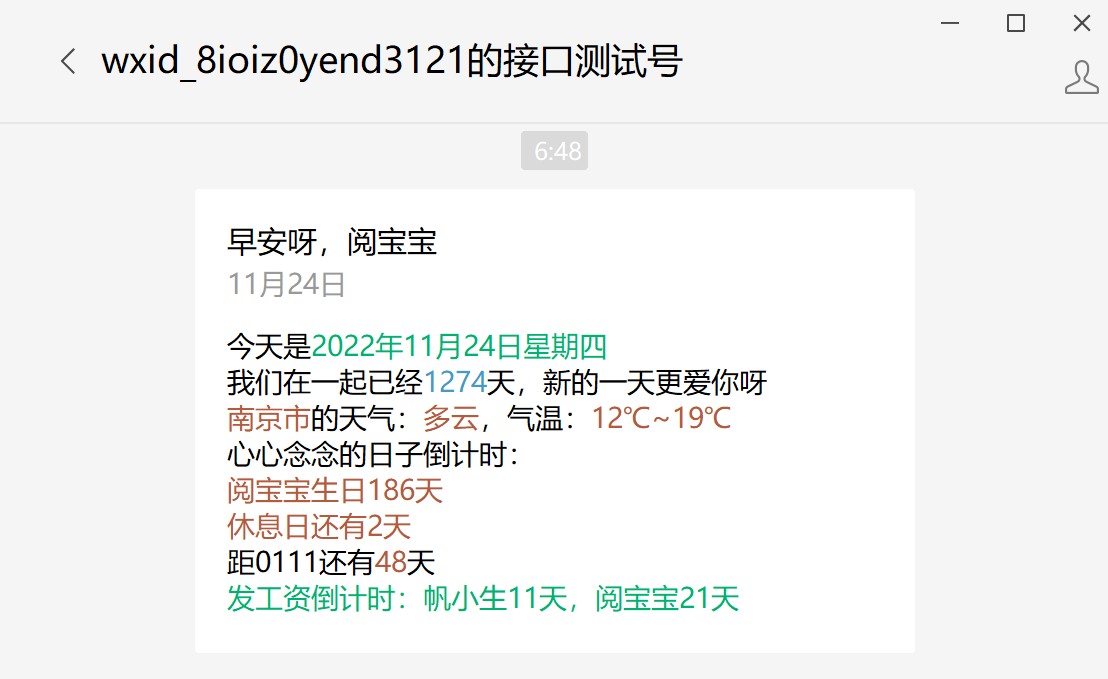 wxid_8ioiz0yend3121的接口测试号
6:48
早安呀，阅宝宝
11月24日
今天是2022年11月24日星期四
我们在一起已经1274天，新的一天更爱你呀
南京市的天气：多云，气温：12℃~19℃
心心念念的日子倒计时：
阅宝宝生日186天
休息日还有2天
距0111还有48天
发工资倒计时：帆小生11天，阅宝宝21天